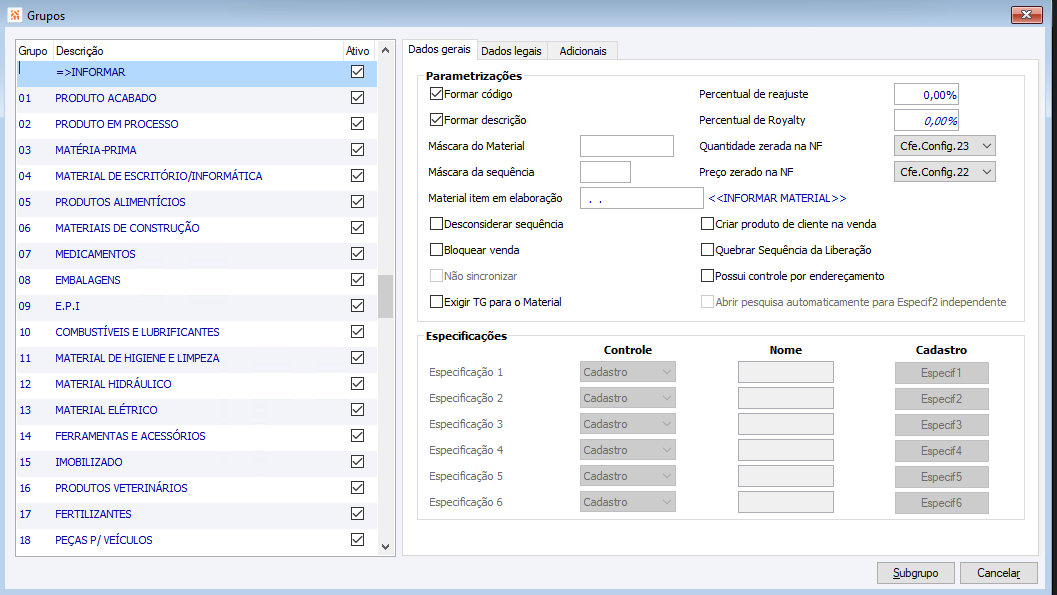 Grupos
Grupo Descrição Ativo
=>INFORMAR
01 PRODUTO ACABADO
02 PRODUTO EM PROCESSO
03 MATÉRIA-PRIMA
04 MATERIAL DE ESCRITÓRIO/INFORMÁTICA
05 PRODUTOS ALIMENTÍCIOS
06 MATERIAIS DE CONSTRUÇÃO
07 MEDICAMENTOS
08 EMBALAGENS
09 E.P.I
10 COMBUSTÍVEIS E LUBRIFICANTES
11 MATERIAL DE HIGIENE E LIMPEZA
12 MATERIAL HIDRÁULICO
13 MATERIAL ELÉTRICO
14 FERRAMENTAS E ACESSÓRIOS
15 IMOBILIZADO
16 PRODUTOS VETERINÁRIOS
17 FERTILIZANTES
18 PEÇAS P/ VEÍCULOS
Dados gerais Dados legais Adicionais
Parametrizações
Formar código Percentual de reajuste 0,00%
Formar descrição Percentual de Royalty 0,00%
Máscara do Material Quantidade zerada na NF Cfe.Config.23
Máscara da sequência Preço zerado na NF Cfe.Config.22
Material item em elaboração . . <<INFORMAR MATERIAL>>
Desconsiderar sequência Criar produto de cliente na venda
Bloquear venda Quebrar Sequência da Liberação
Não sincronizar Possui controle por endereçamento
Exigir TG para o Material Abrir pesquisa automaticamente para Especif2 independente
Especificações
Controle Nome Cadastro
Especificação 1 Cadastro Especif1
Especificação 2 Cadastro Especif2
Especificação 3 Cadastro Especif3
Especificação 4 Cadastro Especif4
Especificação 5 Cadastro Especif5
Especificação 6 Cadastro Especif6
Subgrupo Cancelar